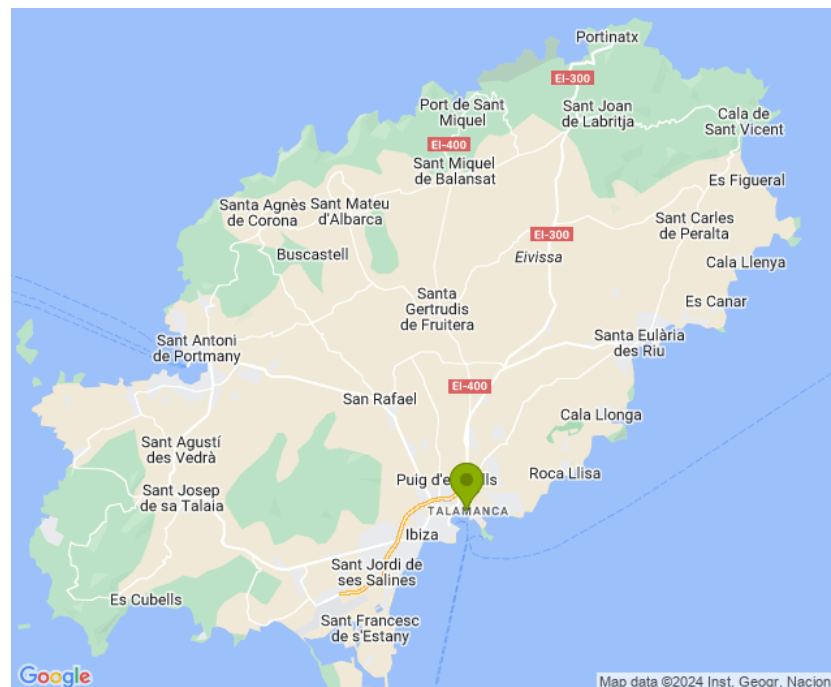 Portinatx
EI-300
Port de Sant
Miquel
Sant Joan
de Labritja
Cala de
Sant Vicent
EI-400
Sant Miquel
de Balansat
Es Figueral
Santa Agnès
de Corona
Sant Mateu
d'Albarca
Sant Carles
de Peralta
EI-300
Buscastell
Eivissa
Cala Llenya
Santa
Gertrudis
de Fruitera
Es Canar
Sant Antoni
de Portmany
Santa Eulària
des Riu
EI-400
San Rafael
Cala Llonga
Sant Agustí
des Vedrà
Roca Llisa
Puig d'e
lls
Sant Josep
de sa Talaia
TALAMANCA
Ibiza
Sant Jordi de
ses Salines
Es Cubells
Sant Francesc
de s'Estany
Google
Map data ©2024 Inst. Geogr. Nacion